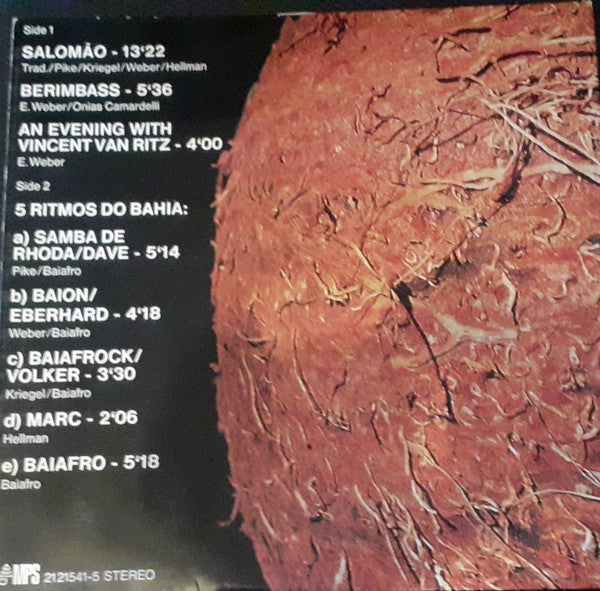 Side 1
SALOMÃO - 13'22
Trad./Pike/Kriegel/Weber/Hellman
BERIMBASS - 5'36
E. Weber/Onias Camardelli
AN EVENING WITH
VINCENT VAN RITZ - 4'00
E. Weber
Side 2
5 RITMOS DO BAHIA:
a) SAMBA DE
RHODA/DAVE - 5'14
Pike/Baiafro
b) BAION/
EBERHARD - 4'18
Weber/Baiafro
c) BAIAFROCK/
VOLKER - 3'30
Kriegel/Baiafro
d) MARC - 2'06
Hellman
e) BAIAFRO - 5'18
Baiafro
MPS 2121541-5 STEREO